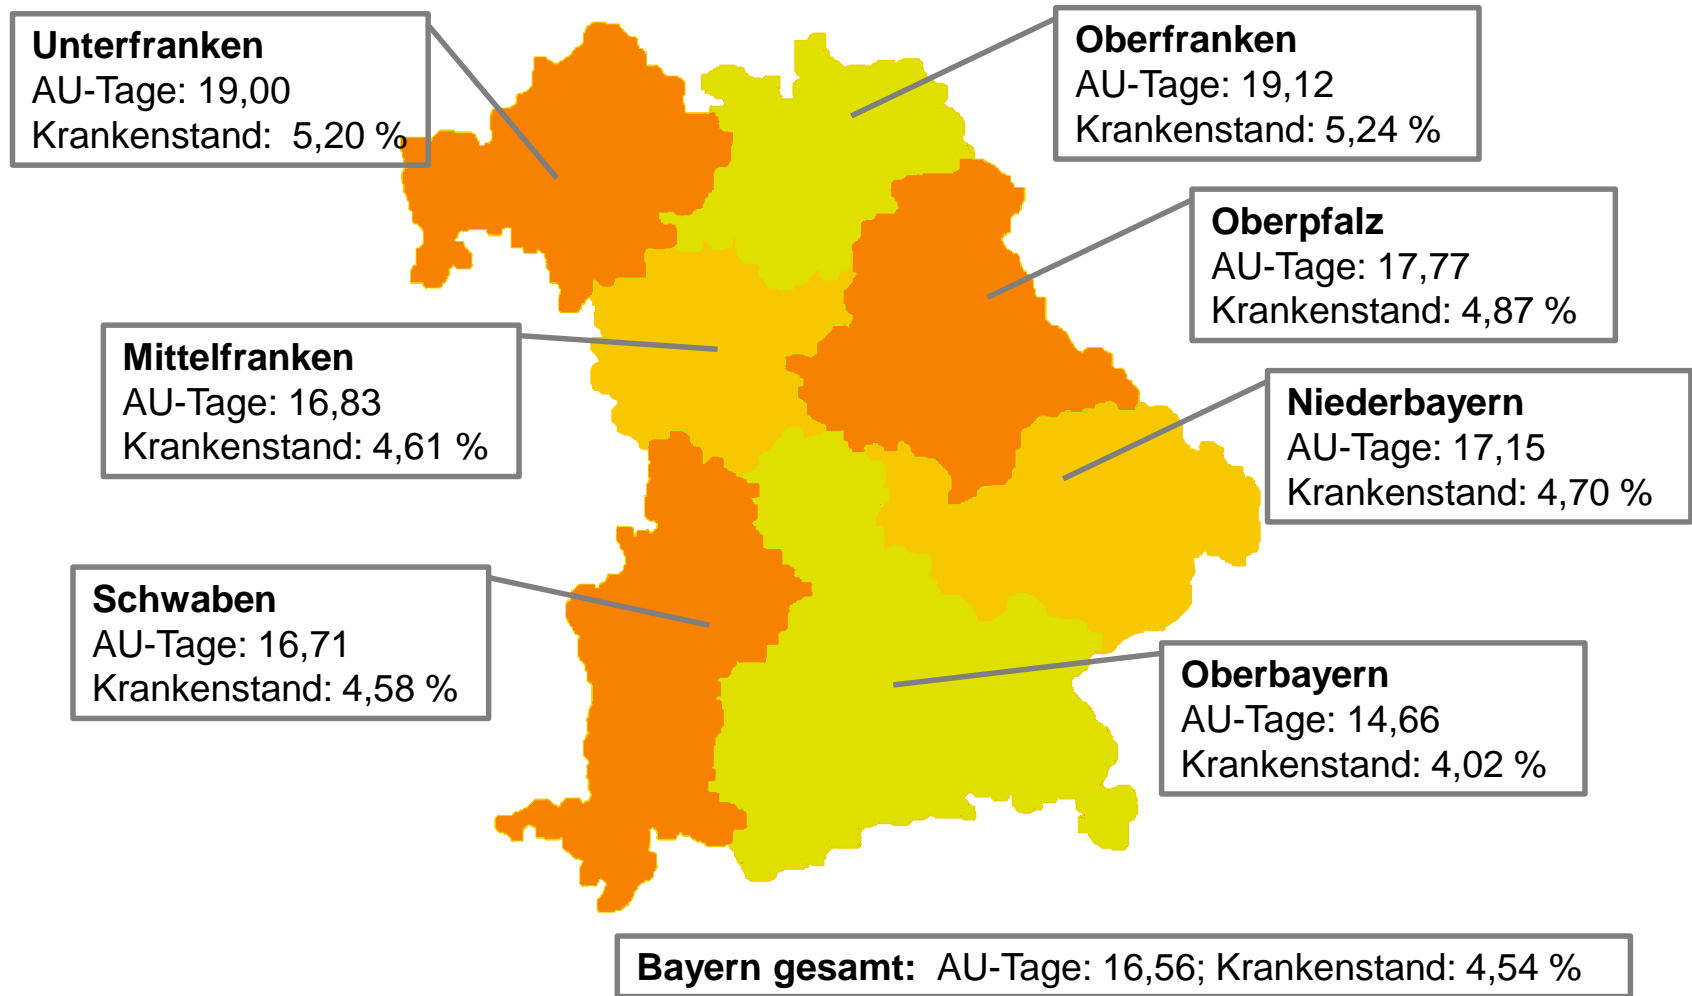 Unterfranken
AU-Tage: 19,00
Krankenstand: 5,20 %
Oberfranken
AU-Tage: 19,12
Krankenstand: 5,24 %
Oberpfalz
AU-Tage: 17,77
Krankenstand: 4,87 %
Mittelfranken
AU-Tage: 16,83
Krankenstand: 4,61 %
Niederbayern
AU-Tage: 17,15
Krankenstand: 4,70 %
Schwaben
AU-Tage: 16,71
Krankenstand: 4,58 %
Oberbayern
AU-Tage: 14,66
Krankenstand: 4,02 %
Bayern gesamt: AU-Tage: 16,56; Krankenstand: 4,54 %